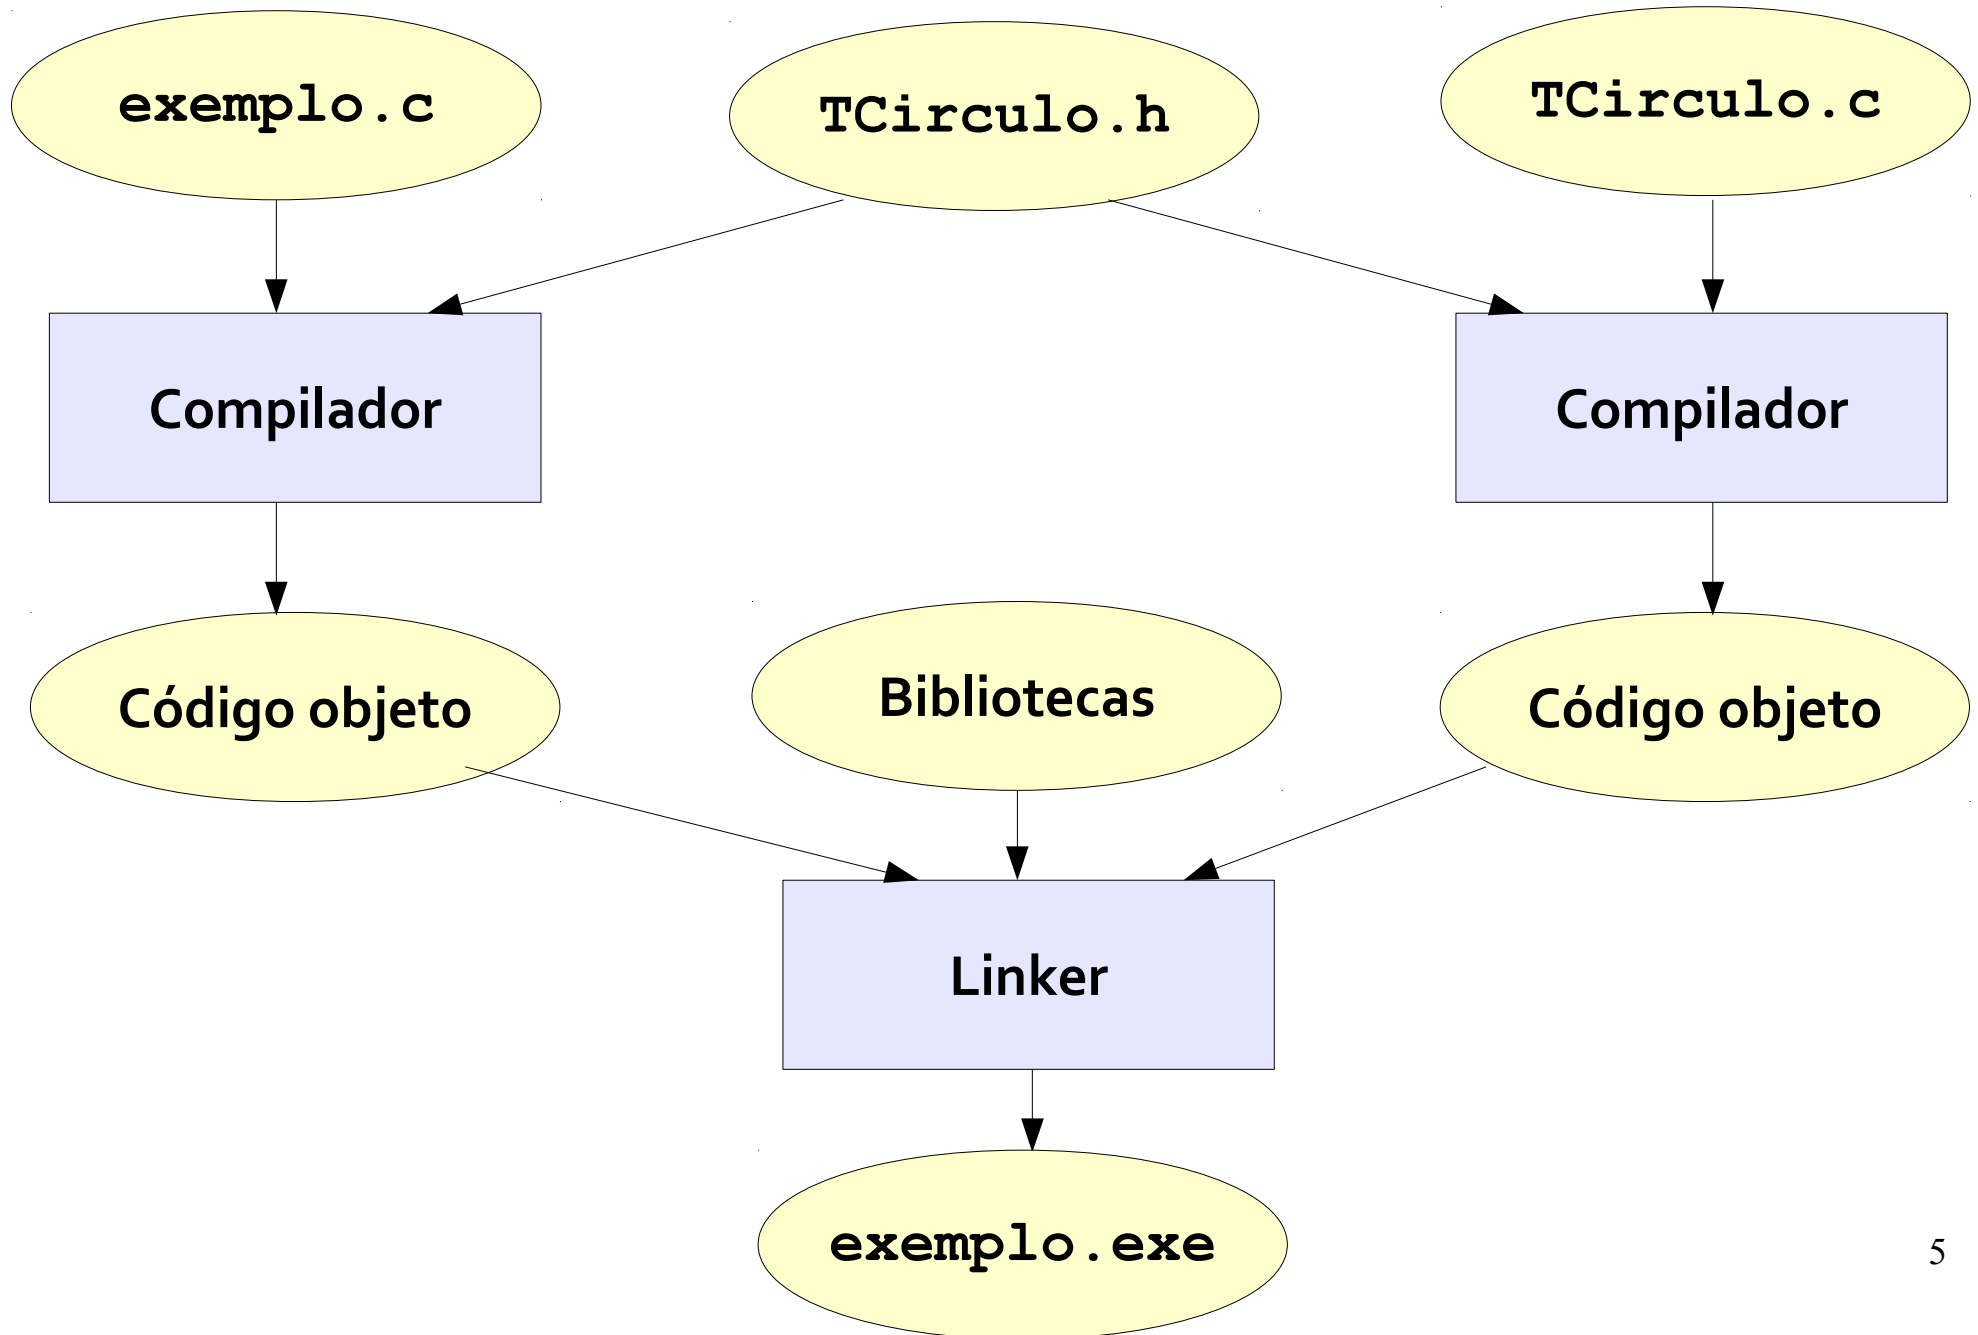 exemplo.c
TCirculo.h
TCirculo.c
Compilador
Compilador
Código objeto
Bibliotecas
Código objeto
Linker
exemplo.exe
5